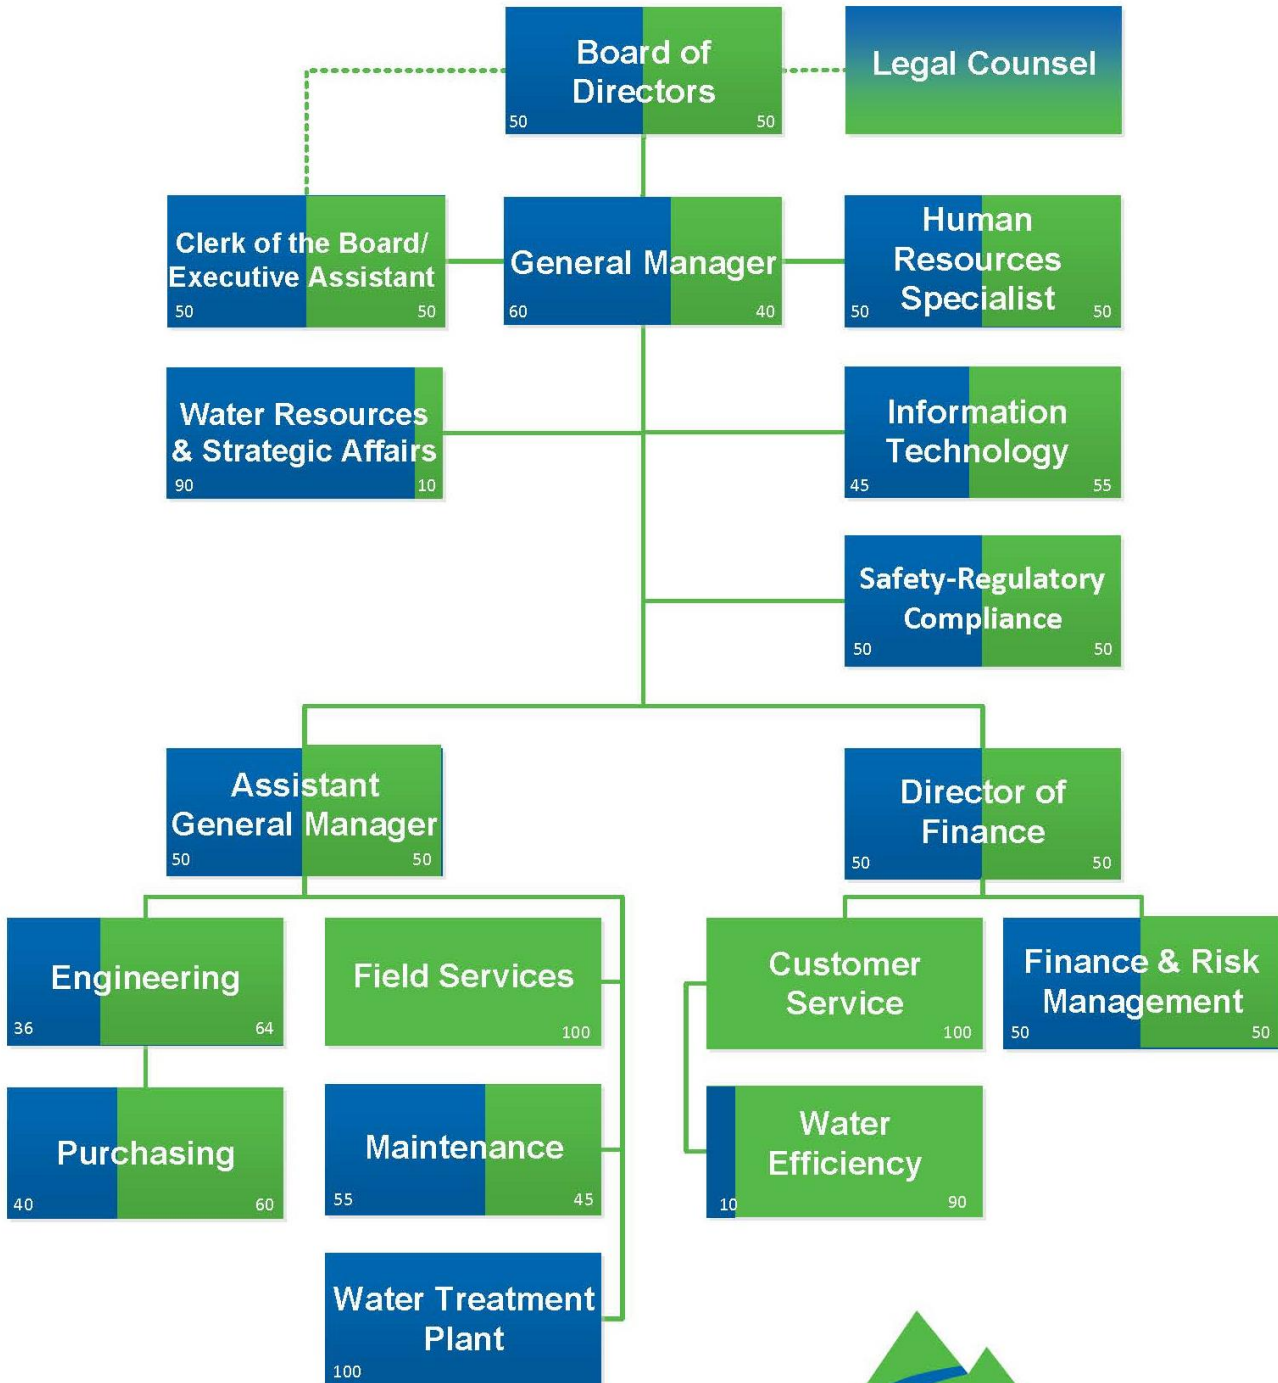 Board of
Directors
50 50
Legal Counsel
Clerk of the Board/
Executive Assistant
50 50
General Manager
60 40
Human
Resources
Specialist
50 50
Water Resources
& Strategic Affairs
90 10
Information
Technology
45 55
Safety-Regulatory
Compliance
50 50
Assistant
General Manager
50 50
Director of
Finance
50 50
Engineering
36 64
Field Services
100
Customer
Service
100
Finance & Risk
Management
50 50
Purchasing
40 60
Maintenance
55 45
Water
Efficiency
10 90
Water Treatment
Plant
100